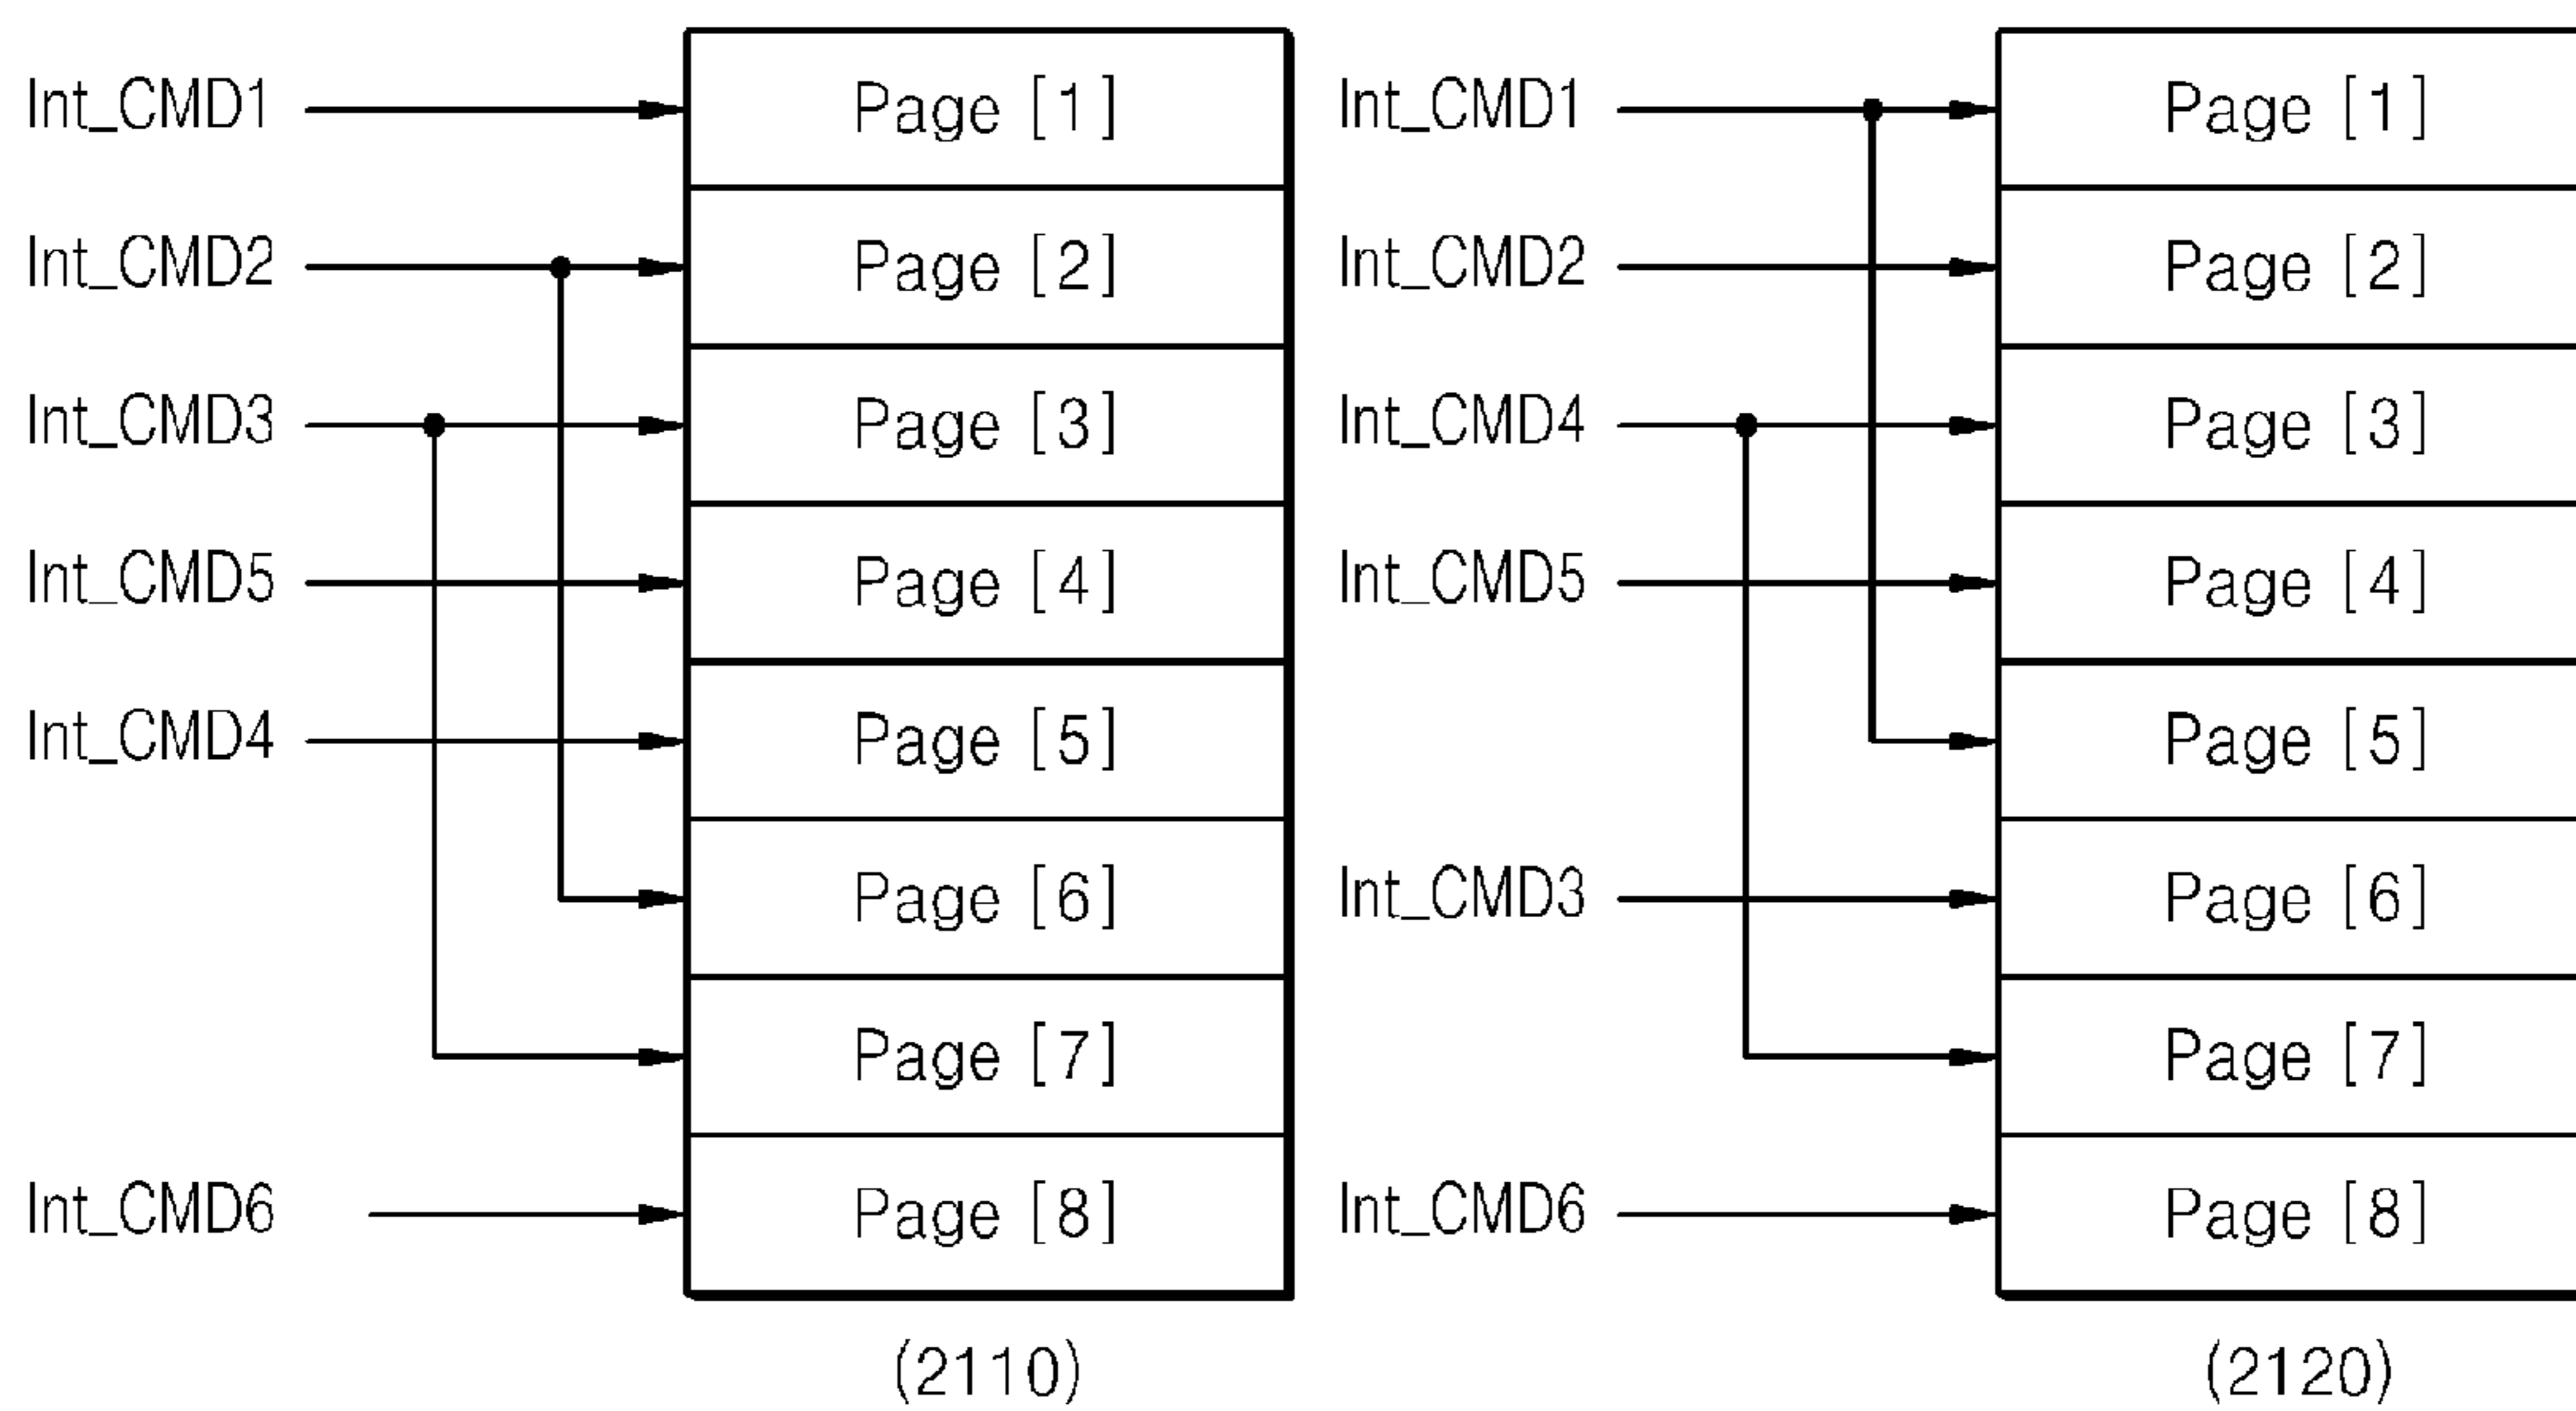 Int_CMD1 Page [1] Int_CMD1 Page [1]
Int_CMD2 Page [2] Int_CMD2 Page [2]
Int_CMD3 Page [3] Int_CMD4 Page [3]
Int_CMD5 Page [4] Int_CMD5 Page [4]
Int_CMD4 Page [5] Page [5]
Page [6] Int_CMD3 Page [6]
Page [7] Page [7]
Int_CMD6 Page [8] Int_CMD6 Page [8]
(2110) (2120)